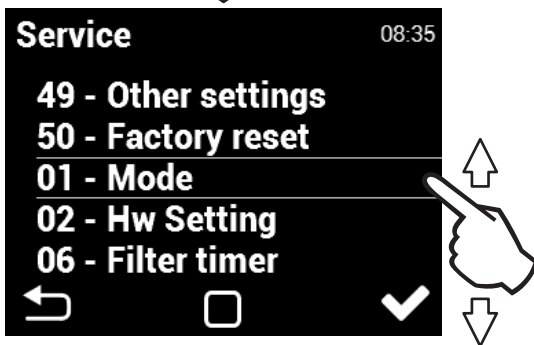 Service 08:35
49 - Other settings
50 - Factory reset
01 - Mode
02 - Hw Setting
06 - Filter timer